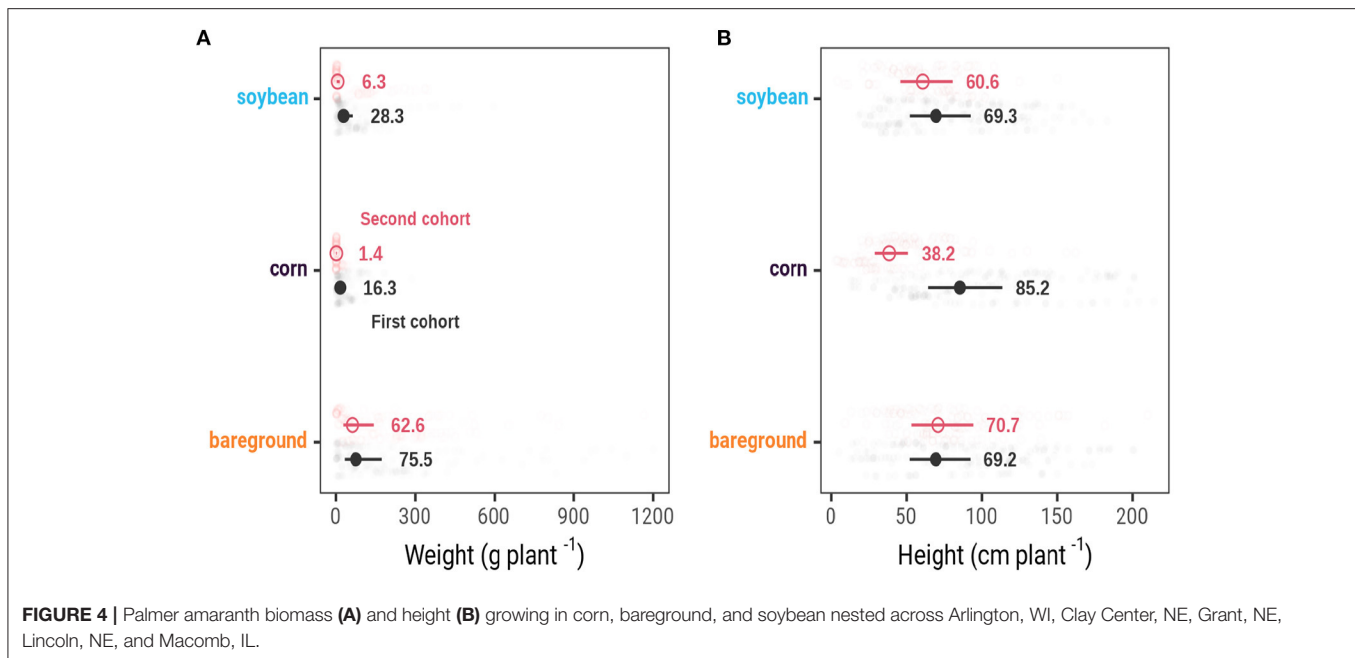 A
soybean
6.3
28.3
Second cohort
corn
1.4
16.3
First cohort
bareground
62.6
75.5
0 300 600 900 1200
Weight (g plant -1)
B
soybean
60.6
69.3
corn
38.2
85.2
bareground
70.7
69.2
0 50 100 150 200
Height (cm plant -1)
FIGURE 4 | Palmer amaranth biomass (A) and height (B) growing in corn, bareground, and soybean nested across Arlington, WI, Clay Center, NE, Grant, NE,
Lincoln, NE, and Macomb, IL.